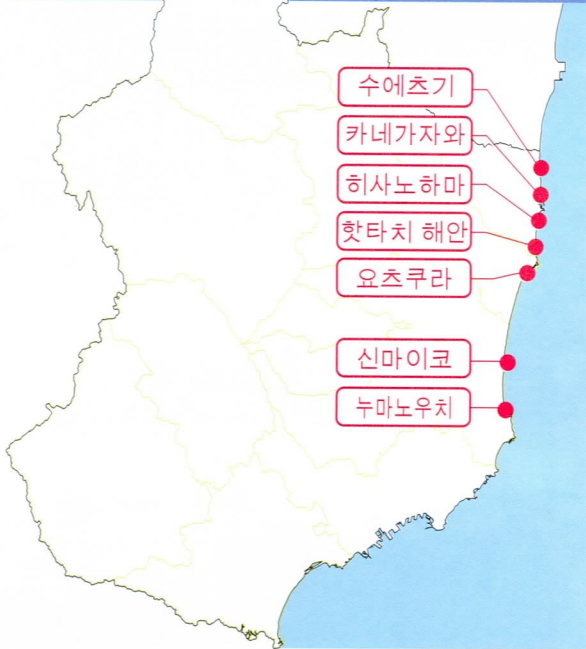 수에츠기
카네가자와
히사노하마
핫타치 해안
요츠쿠라
신마이코
누마노우치